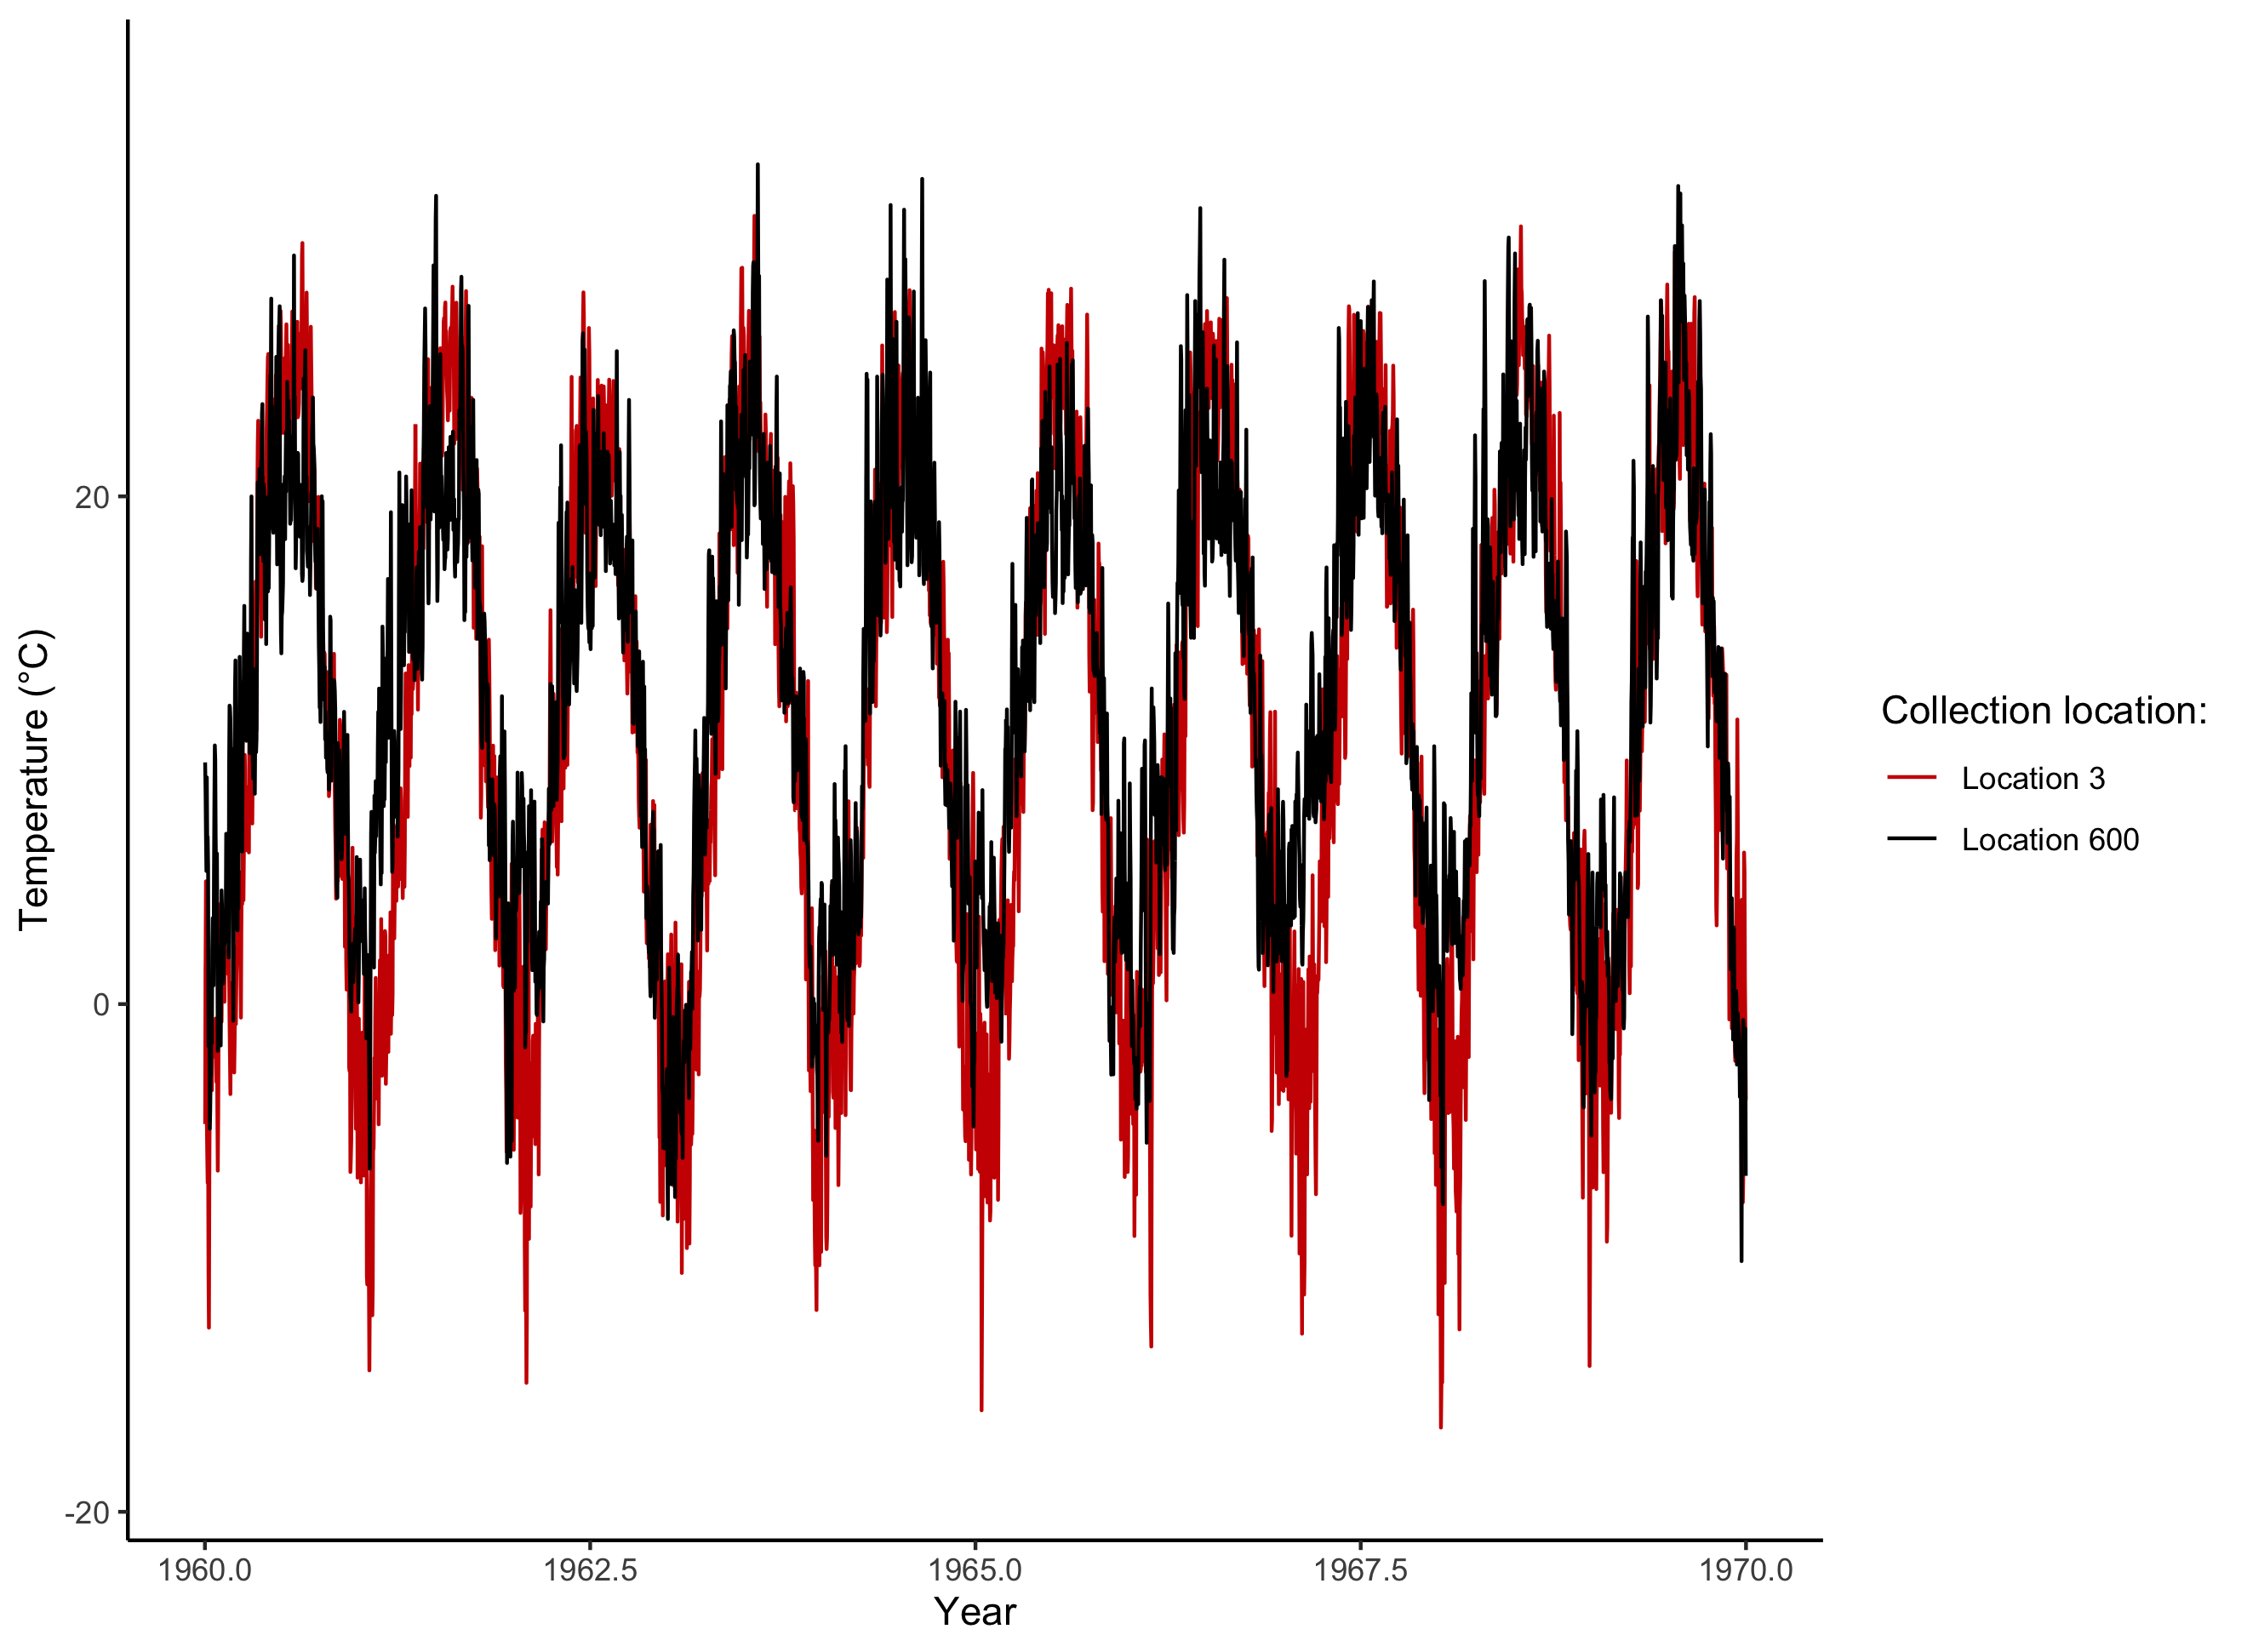 Temperature (°C)
20
0
-20
1960.0
1962.5
1965.0
1967.5
1970.0
Year
Collection location:
Location 3
Location 600